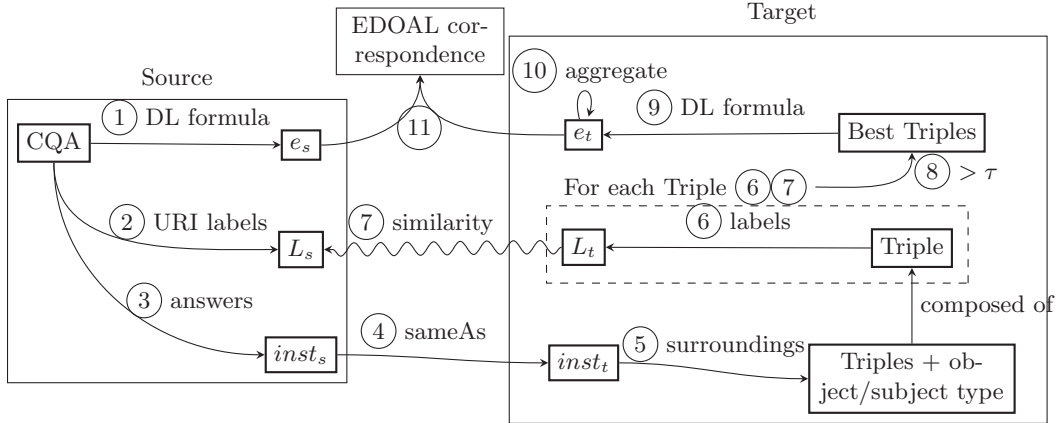 Target
EDOAL cor-
respondence
Source
10 aggregate
1 DL formula
9 DL formula
11
CQA
e_s
e_t
Best Triples
8 > τ
For each Triple 6 7
2 URI labels
7 similarity
6 labels
L_s
L_t
Triple
3 answers
composed of
4 sameAs
5 surroundings
inst_s
inst_t
Triples + ob-
ject/subject type